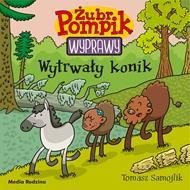 Żubr
Pompik
WYPRAWY
Wytrwały konik
Tomasz Samojlik
Media Rodzina